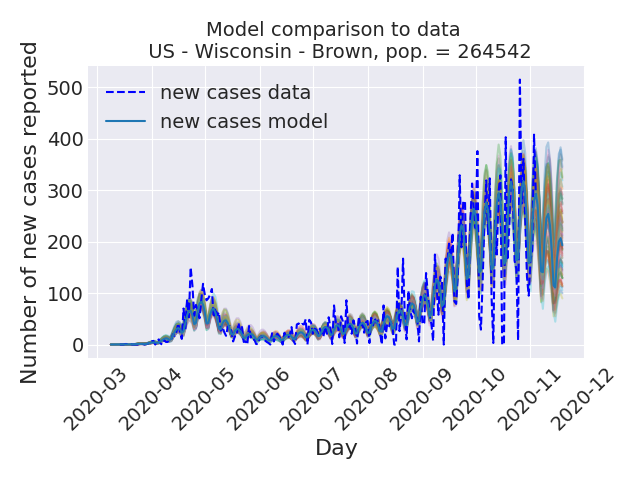 Model comparison to data
US - Wisconsin - Brown, pop. = 264542
new cases data
new cases model
Number of new cases reported
500
400
300
200
100
0
2020-03
2020-04
2020-05
2020-06
2020-07
2020-08
2020-09
2020-10
2020-11
2020-12
Day